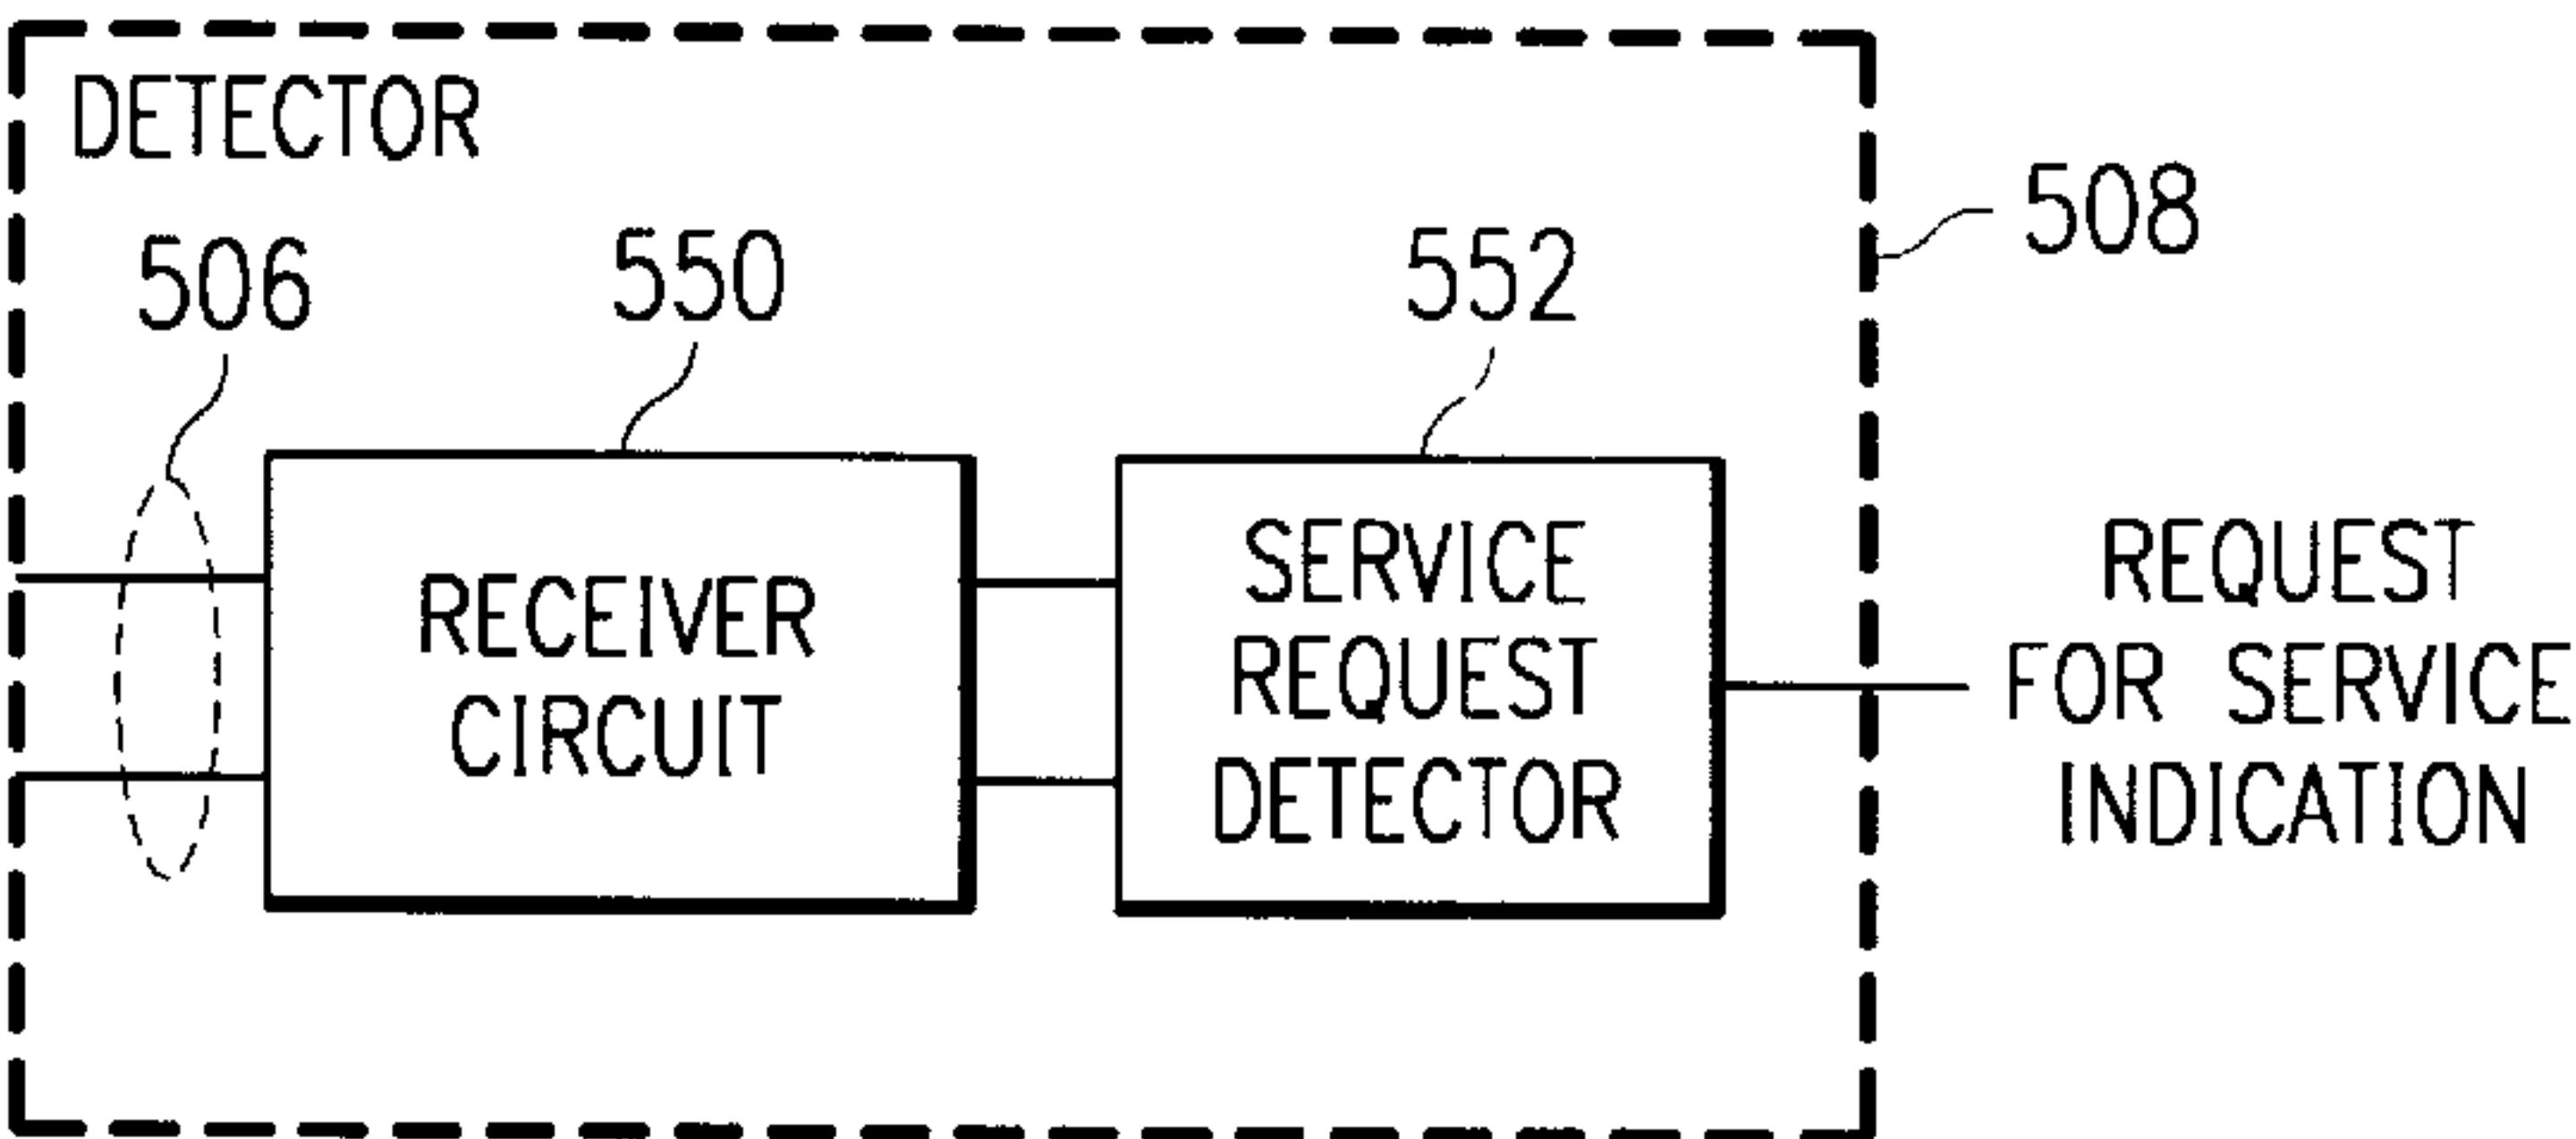 DETECTOR
506
550
552
508
RECEIVER
CIRCUIT
SERVICE
REQUEST
DETECTOR
REQUEST
FOR SERVICE
INDICATION